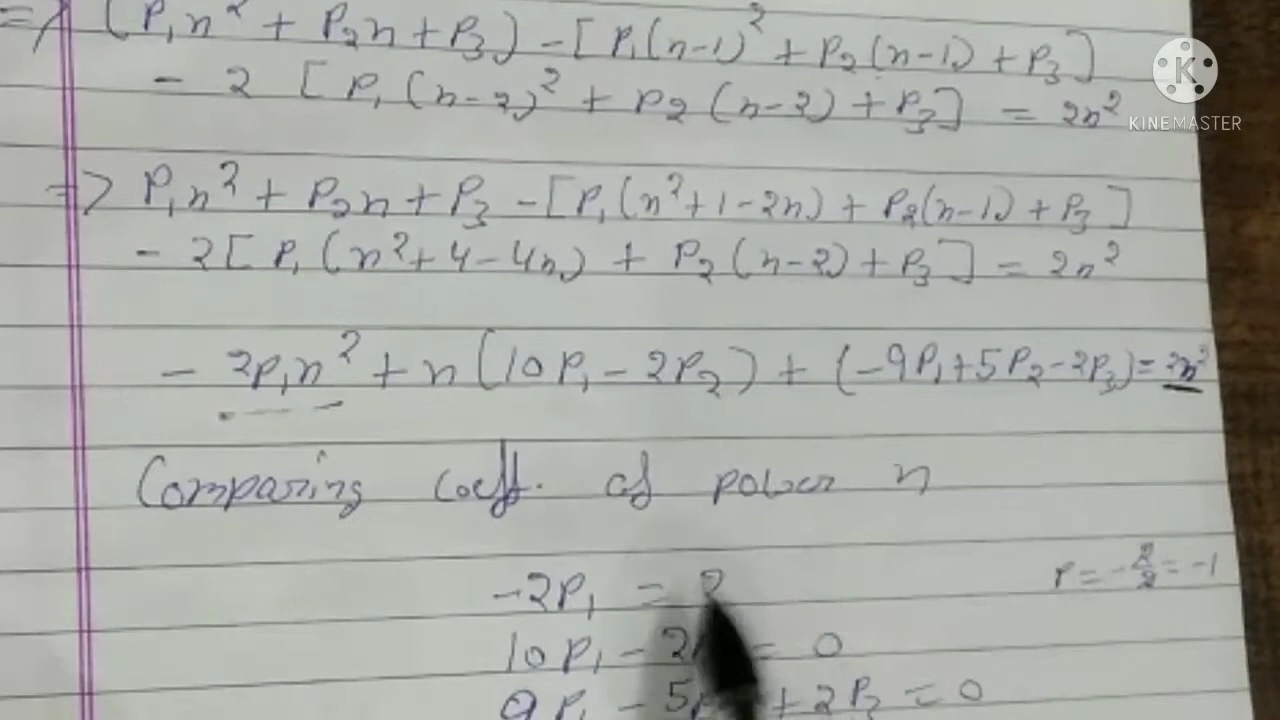 => (P₁n² + P₂n + P₃) - [P₁(n-1)² + P₂(n-1) + P₃]
- 2 [P₁(n-2)² + P₂(n-2) + P₃] = 2n²
K
KINEMASTER
=> P₁n² + P₂n + P₃ - [P₁(n²+1-2n) + P₂(n-1) + P₃]
- 2[P₁(n²+4-4n) + P₂(n-2) + P₃] = 2n²
- 2P₁n² + n(10P₁ - 2P₂) + (-9P₁+5P₂-2P₃) = 2n²
Comparing Coeff. of power n
-2P₁ = 2
P = -2/2 = -1
10P₁ - 2 = 0
9P₁ - 5 + 2P₃ = 0